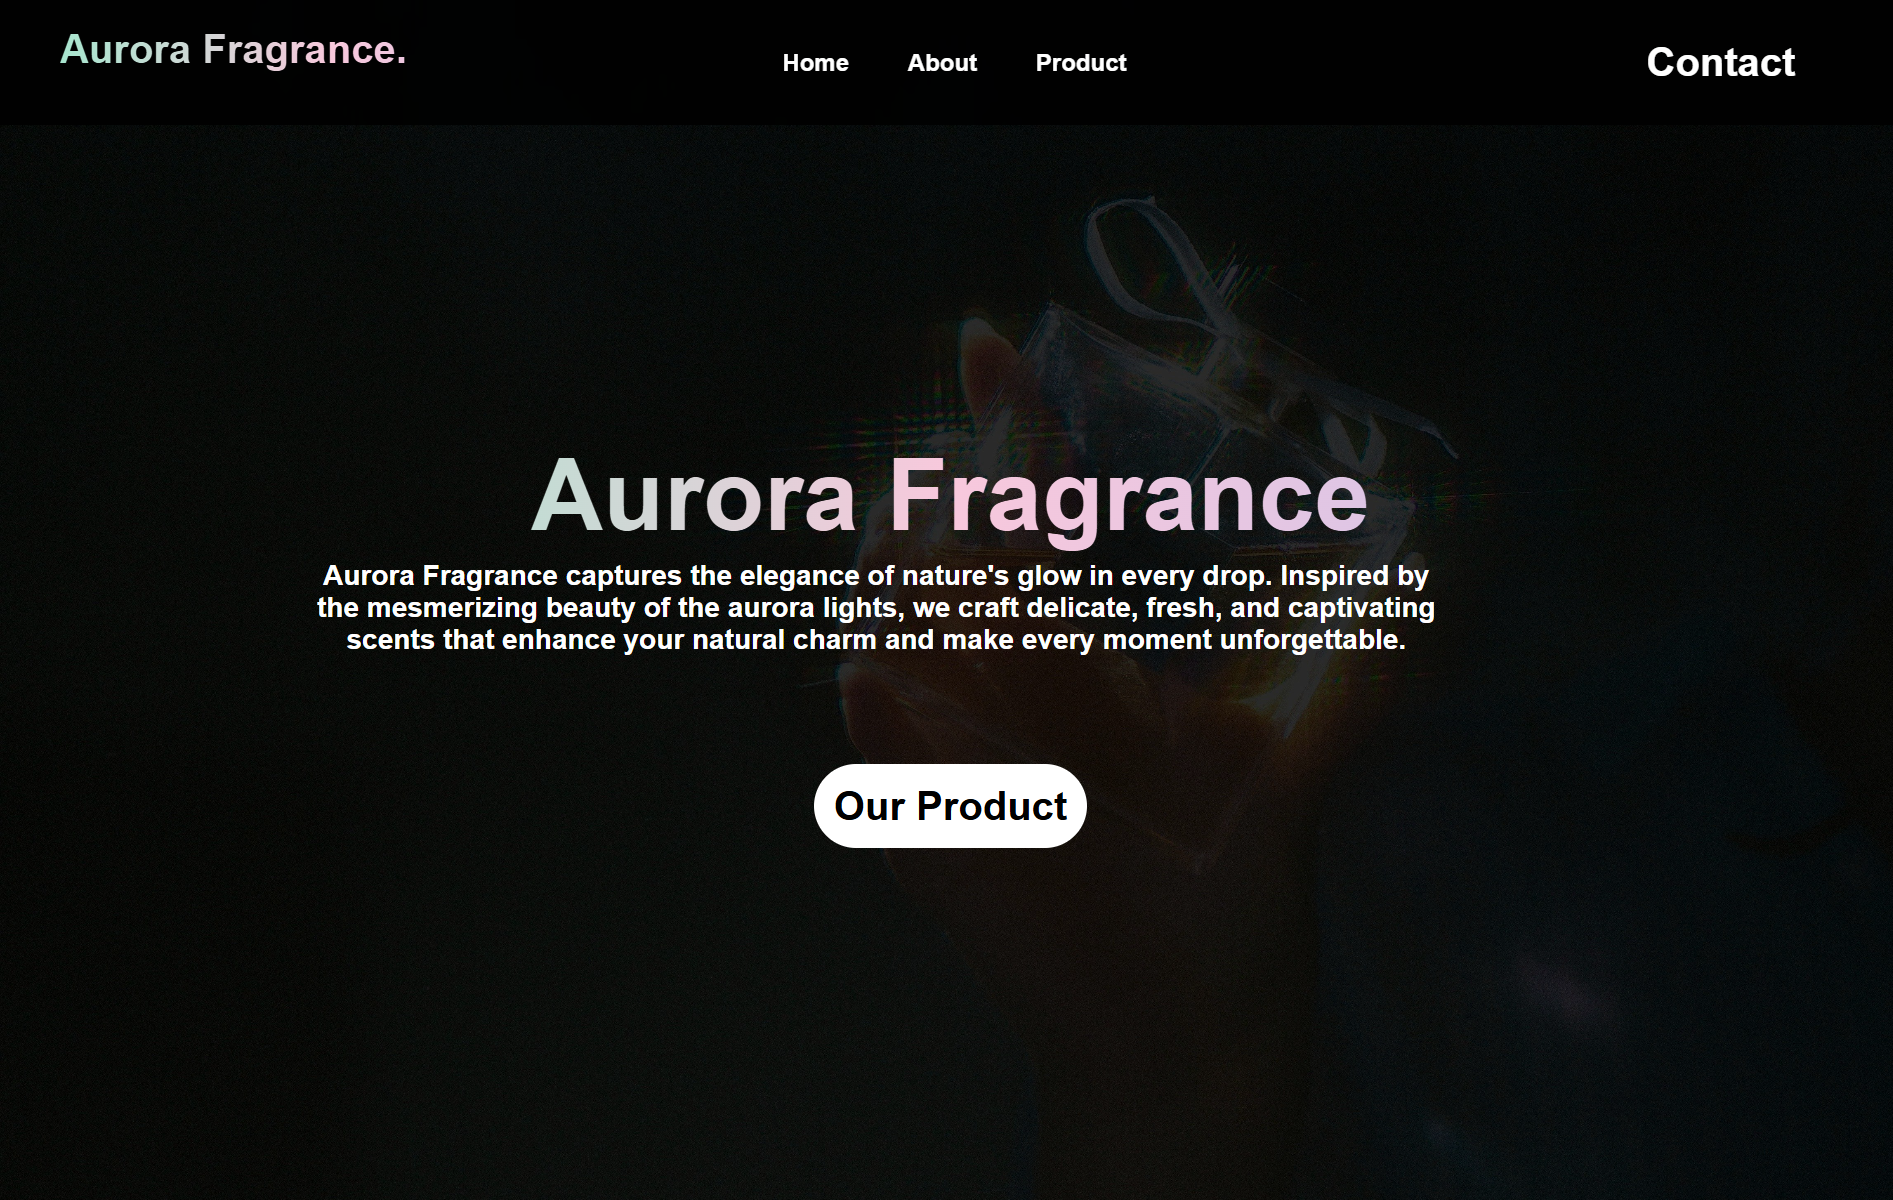 Aurora Fragrance.
Home
About
Product
Contact
Aurora Fragrance
Aurora Fragrance captures the elegance of nature's glow in every drop. Inspired by
the mesmerizing beauty of the aurora lights, we craft delicate, fresh, and captivating
scents that enhance your natural charm and make every moment unforgettable.
Our Product